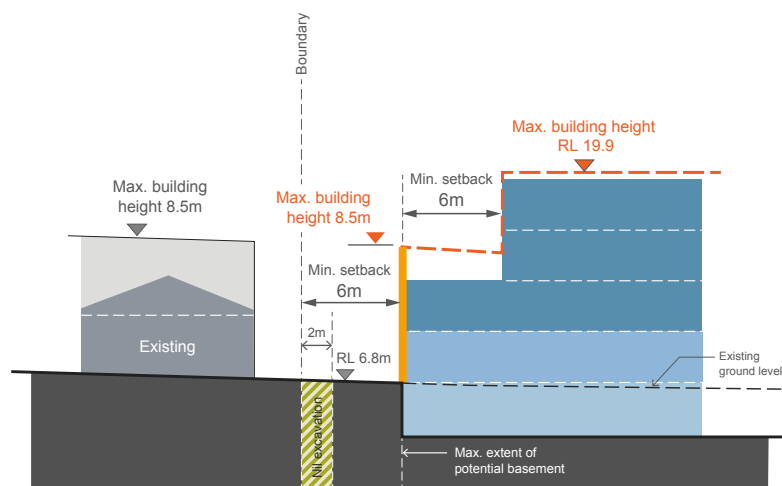 Boundary
Max. building height
RL 19.9
Max. building
height 8.5m
Max. building
height 8.5m
Min. setback
6m
Min. setback
6m
2m
RL 6.8m
Existing
Existing
ground level
Nil excavation
Max. extent of
potential basement